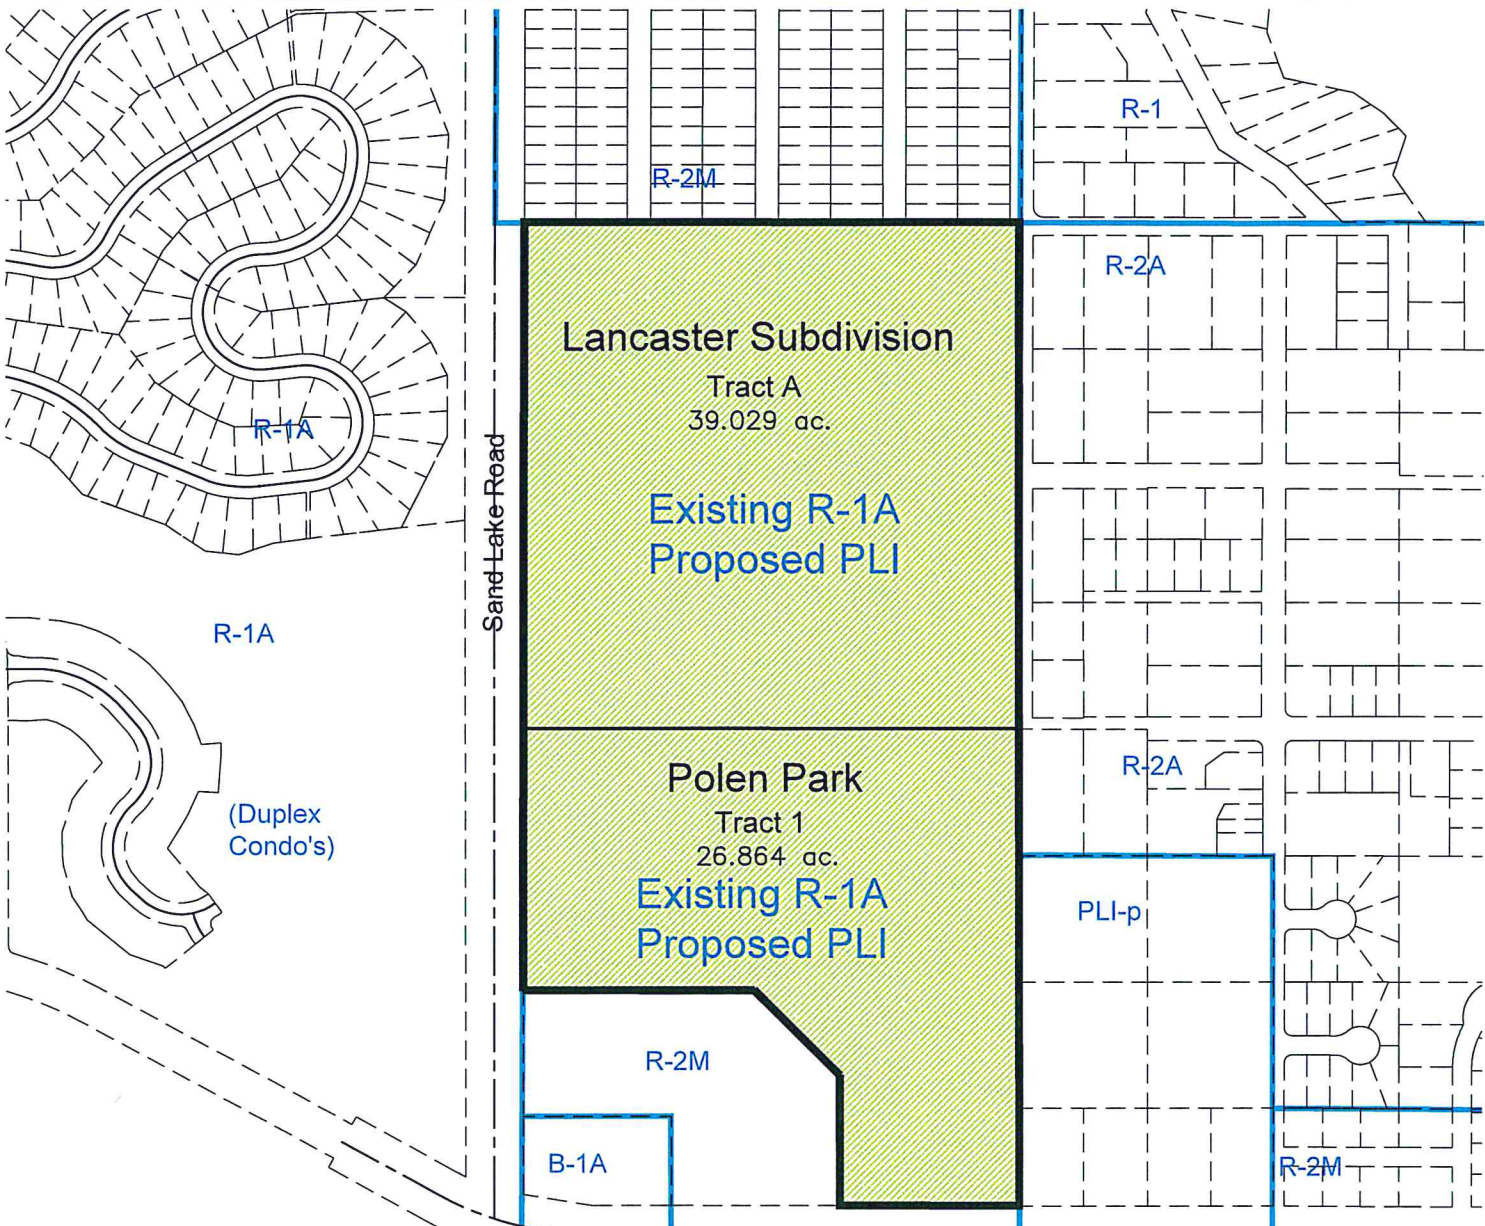 R-1
R-2M
R-2A
Lancaster Subdivision
Tract A
39.029 ac.
R-1A
Sand Lake Road
Existing R-1A
Proposed PLI
R-1A
Polen Park
Tract 1
26.864 ac.
Existing R-1A
Proposed PLI
R-2A
(Duplex
Condo's)
PLI-p
R-2M
B-1A
R-2M